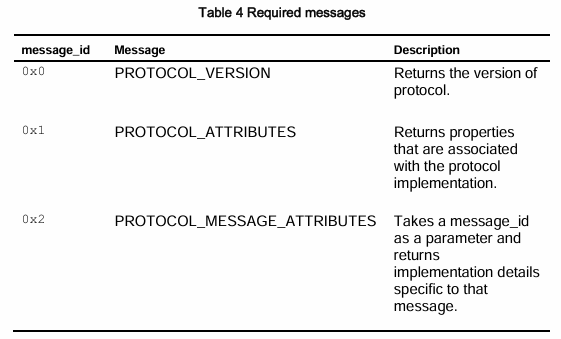 Table 4 Required messages
message_id Message Description
0x0 PROTOCOL_VERSION Returns the version of
protocol.
0x1 PROTOCOL_ATTRIBUTES Returns properties
that are associated
with the protocol
implementation.
0x2 PROTOCOL_MESSAGE_ATTRIBUTES Takes a message_id
as a parameter and
returns
implementation details
specific to that
message.